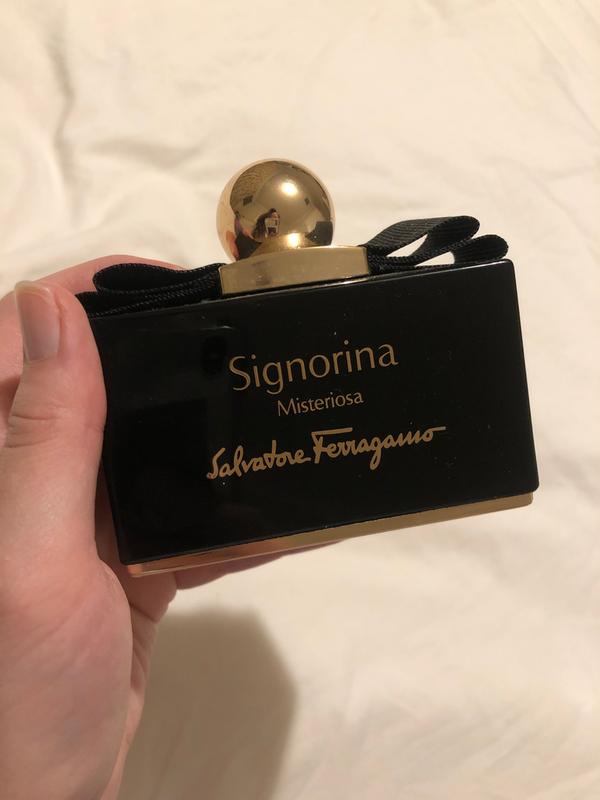 Signorina
Misteriosa
Salvatore Ferragamo